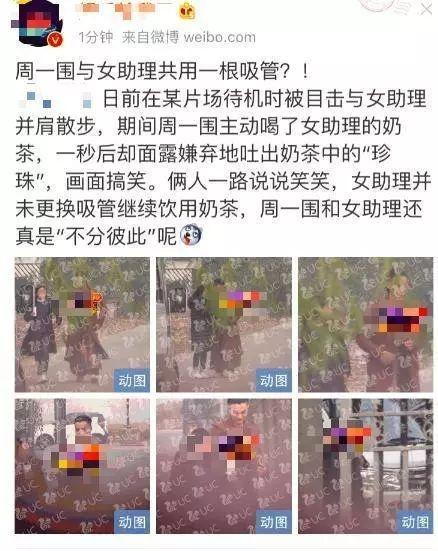 1分钟 来自微博 weibo.com
周一围与女助理共用一根吸管？！
日前在某片场待机时被目击与女助理
并肩散步，期间周一围主动喝了女助理的奶
茶，一秒后却面露嫌弃地吐出奶茶中的“珍
珠”，画面搞笑。俩人一路说说笑笑，女助理并
未更换吸管继续饮用奶茶，周一围和女助理还
真是“不分彼此”呢
动图
动图
动图
动图
动图
动图
UC